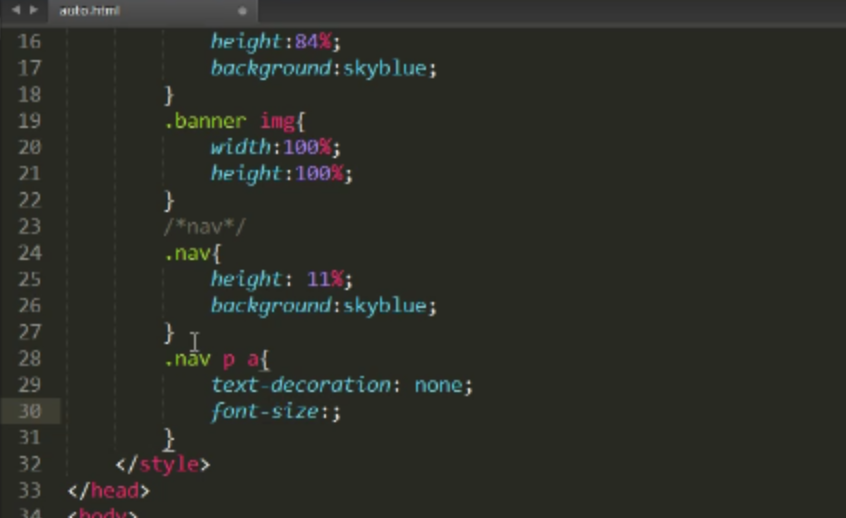 auto.html
16 height:84%;
17 background:skyblue;
18 }
19 .banner img{
20 width:100%;
21 height:100%;
22 }
23 /*nav*/
24 .nav{
25 height: 11%;
26 background:skyblue;
27 }
28 .nav p a{
29 text-decoration: none;
30 font-size:;
31 }
32 </style>
33 </head>
34 <body>